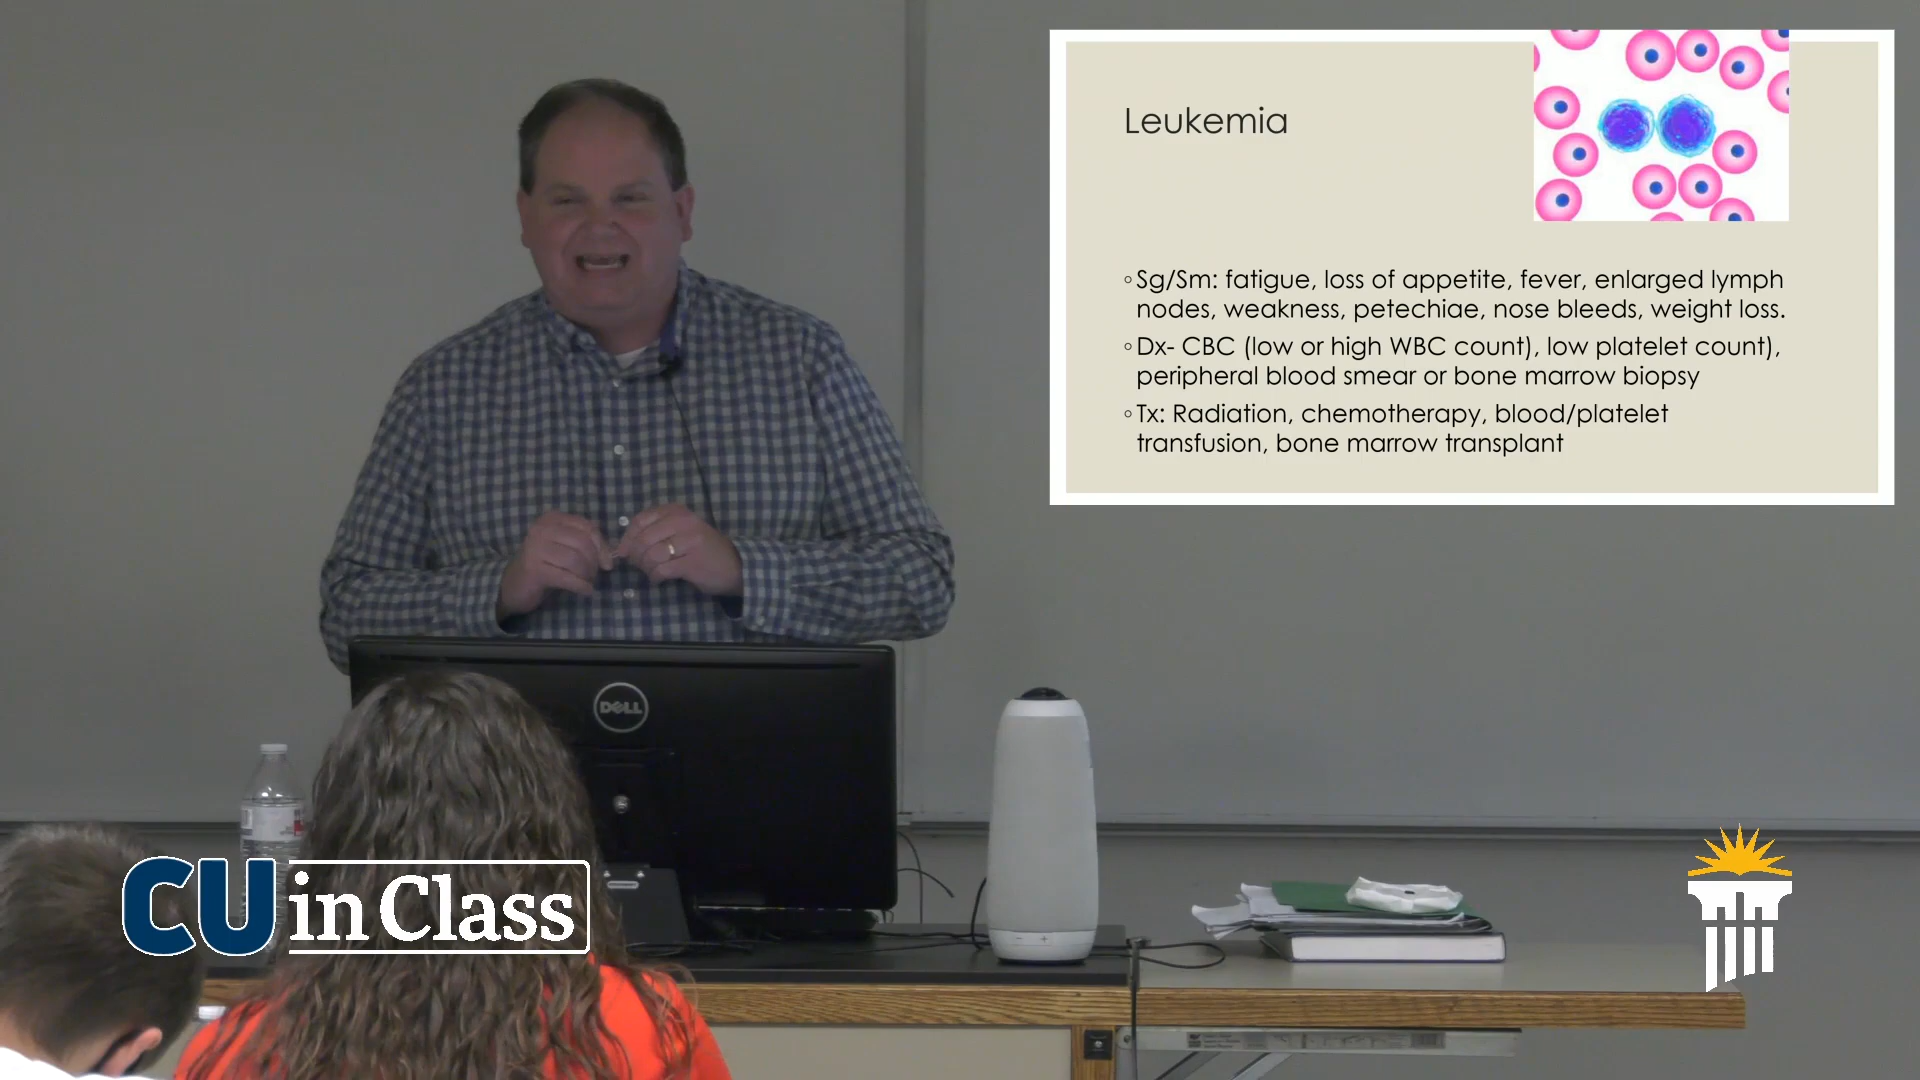 Leukemia
◦Sg/Sm: fatigue, loss of appetite, fever, enlarged lymph
nodes, weakness, petechiae, nose bleeds, weight loss.
◦Dx- CBC (low or high WBC count), low platelet count),
peripheral blood smear or bone marrow biopsy
◦Tx: Radiation, chemotherapy, blood/platelet
transfusion, bone marrow transplant
DELL
CU in Class